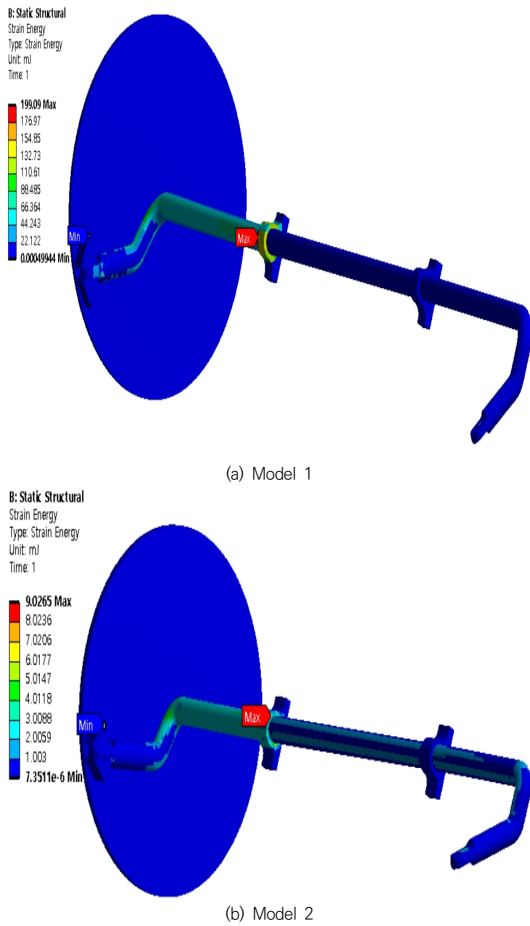 B: Static Structural
Strain Energy
Type: Strain Energy
Unit: mJ
Time: 1
199.09 Max
176.97
154.85
132.73
110.61
88.485
66.364
44.243
22.122
0.00049944 Min
Min
Max
(a) Model 1
B: Static Structural
Strain Energy
Type: Strain Energy
Unit: mJ
Time: 1
9.0265 Max
8.0236
7.0206
6.0177
5.0147
4.0118
3.0088
2.0059
1.003
7.3511e-6 Min
Min
Max
(b) Model 2